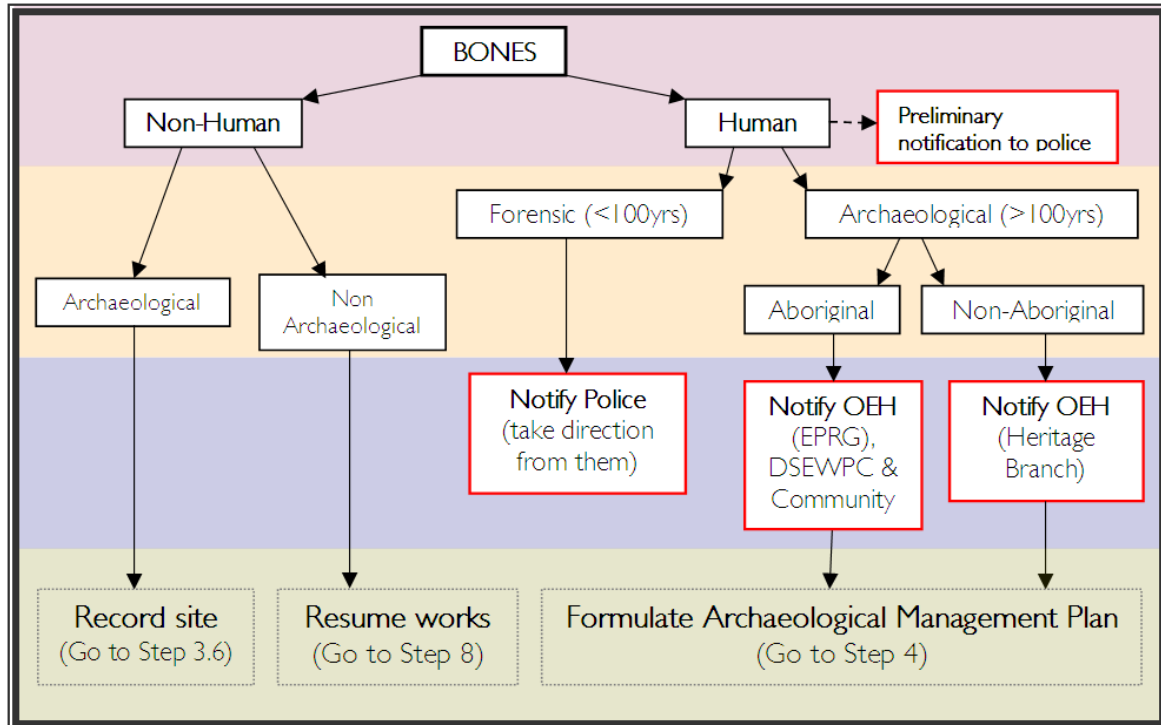 BONES
Non-Human
Human
Preliminary
notification to police
Forensic (<100yrs)
Archaeological (>100yrs)
Archaeological
Non
Archaeological
Aboriginal
Non-Aboriginal
Notify Police
(take direction
from them)
Notify OEH
(EPRG),
DSEWPC &
Community
Notify OEH
(Heritage
Branch)
Record site
(Go to Step 3.6)
Resume works
(Go to Step 8)
Formulate Archaeological Management Plan
(Go to Step 4)